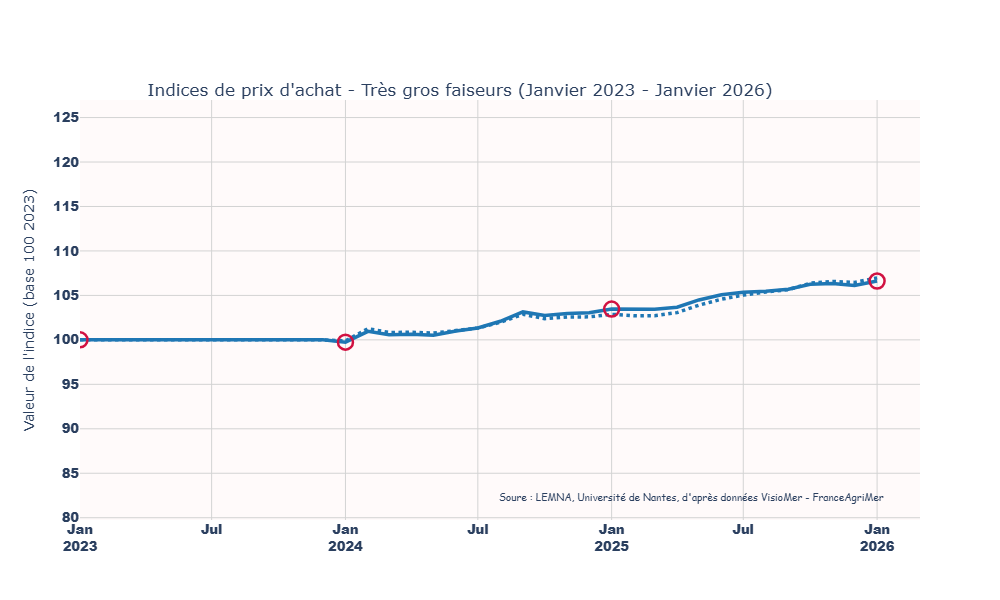 Indices de prix d'achat - Très gros faiseurs (Janvier 2023 - Janvier 2026)
Valeur de l'indice (base 100 2023)
125
120
115
110
105
100
95
90
85
80
Soure : LEMNA, Université de Nantes, d'après données VisioMer - FranceAgriMer
Jan Jul Jan Jul Jan Jul Jan
2023 2024 2025 2026